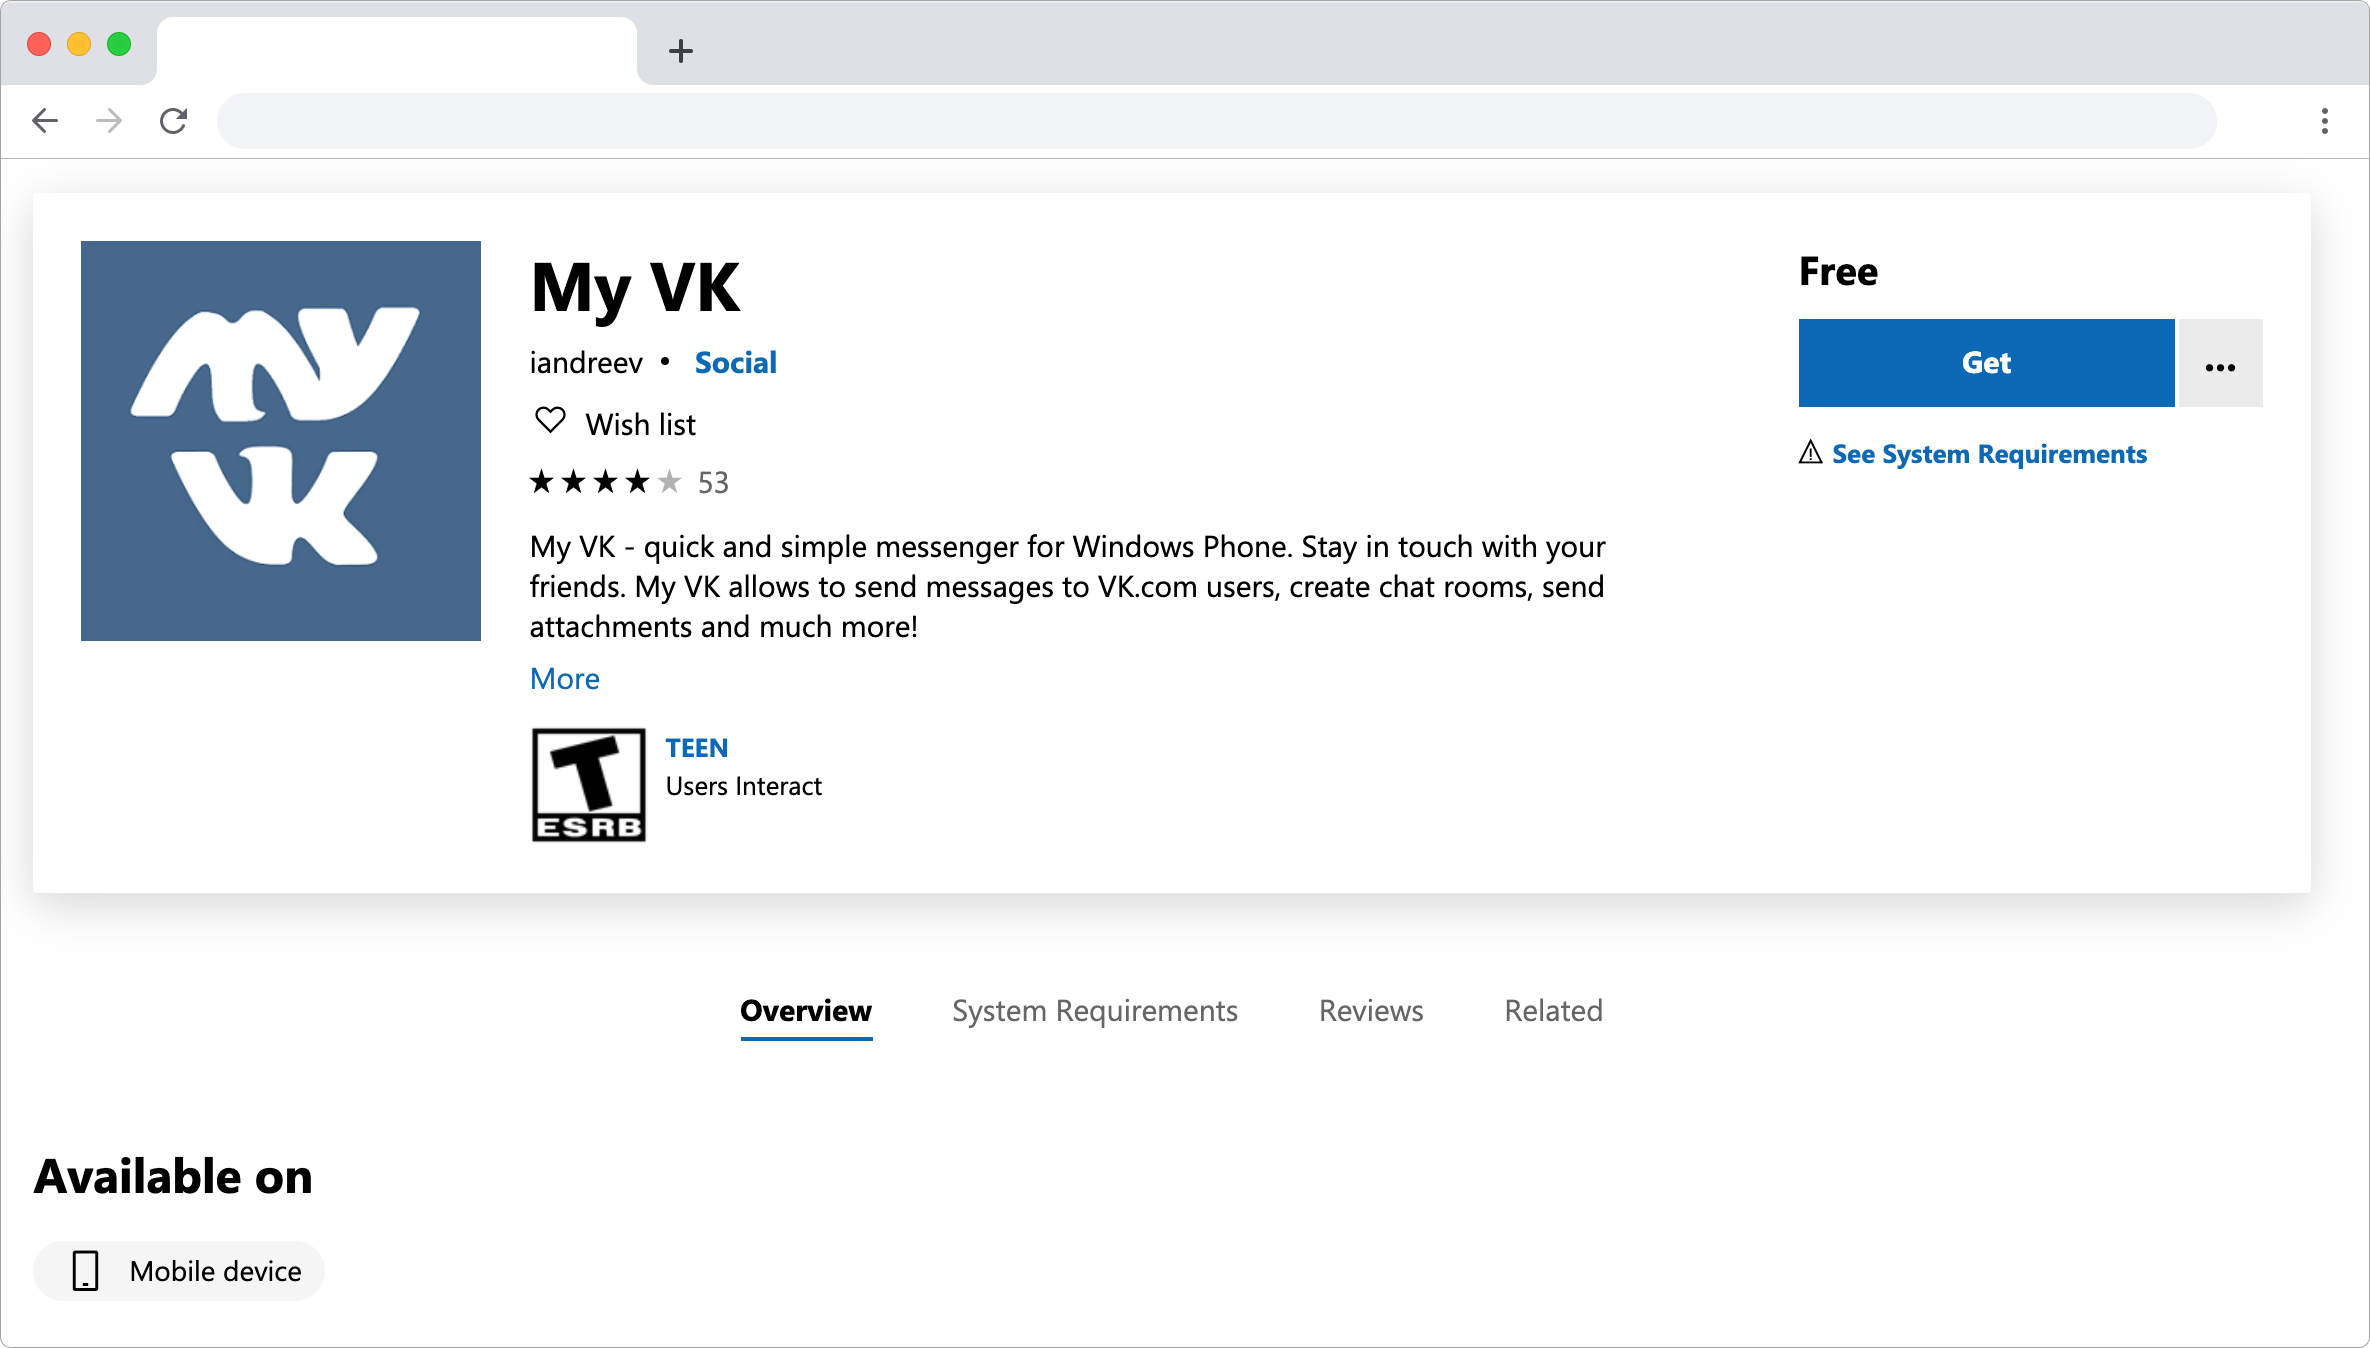 my
vk
My VK
iandreev • Social
Wish list
53
My VK - quick and simple messenger for Windows Phone. Stay in touch with your
friends. My VK allows to send messages to VK.com users, create chat rooms, send
attachments and much more!
More
T
ESRB
TEEN
Users Interact
Free
Get
See System Requirements
Overview
System Requirements
Reviews
Related
Available on
Mobile device